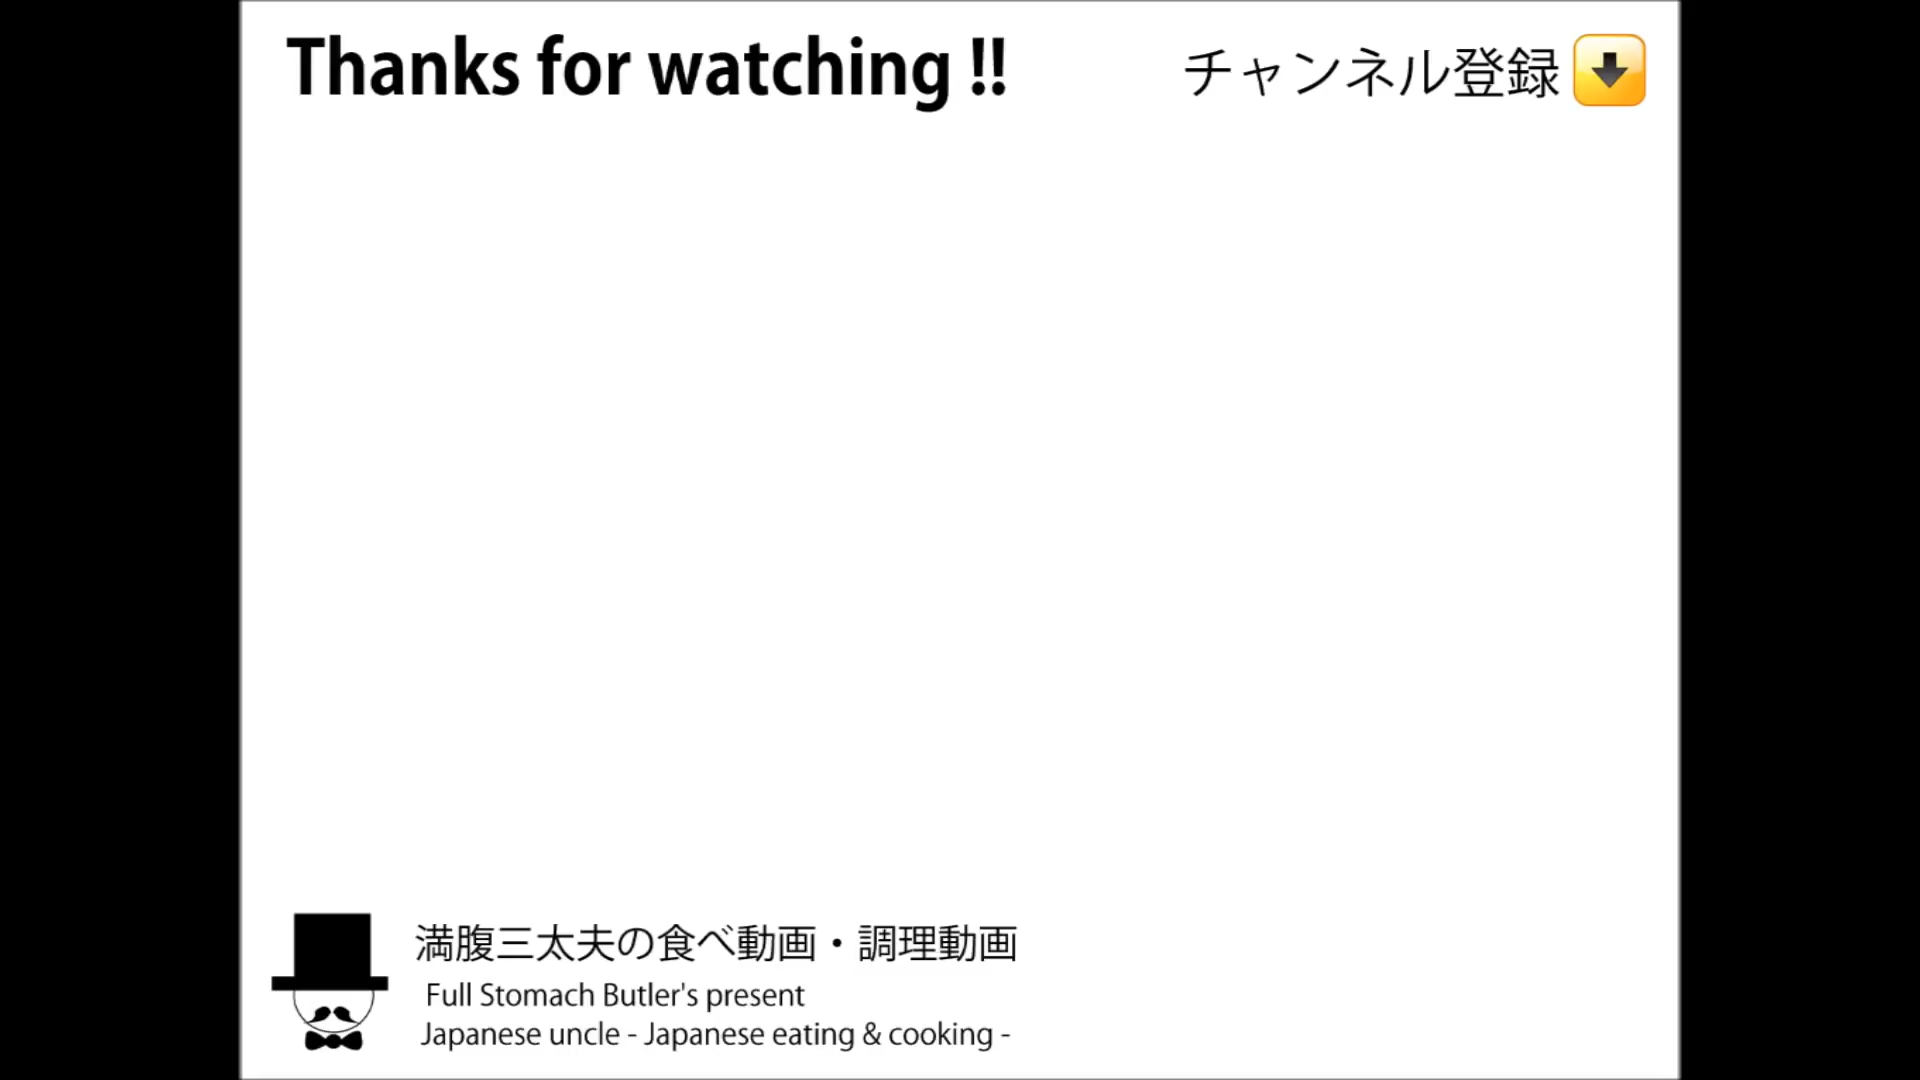 Thanks for watching !!
チャンネル登録
満腹三太夫の食べ動画・調理動画
Full Stomach Butler's present
Japanese uncle - Japanese eating & cooking -